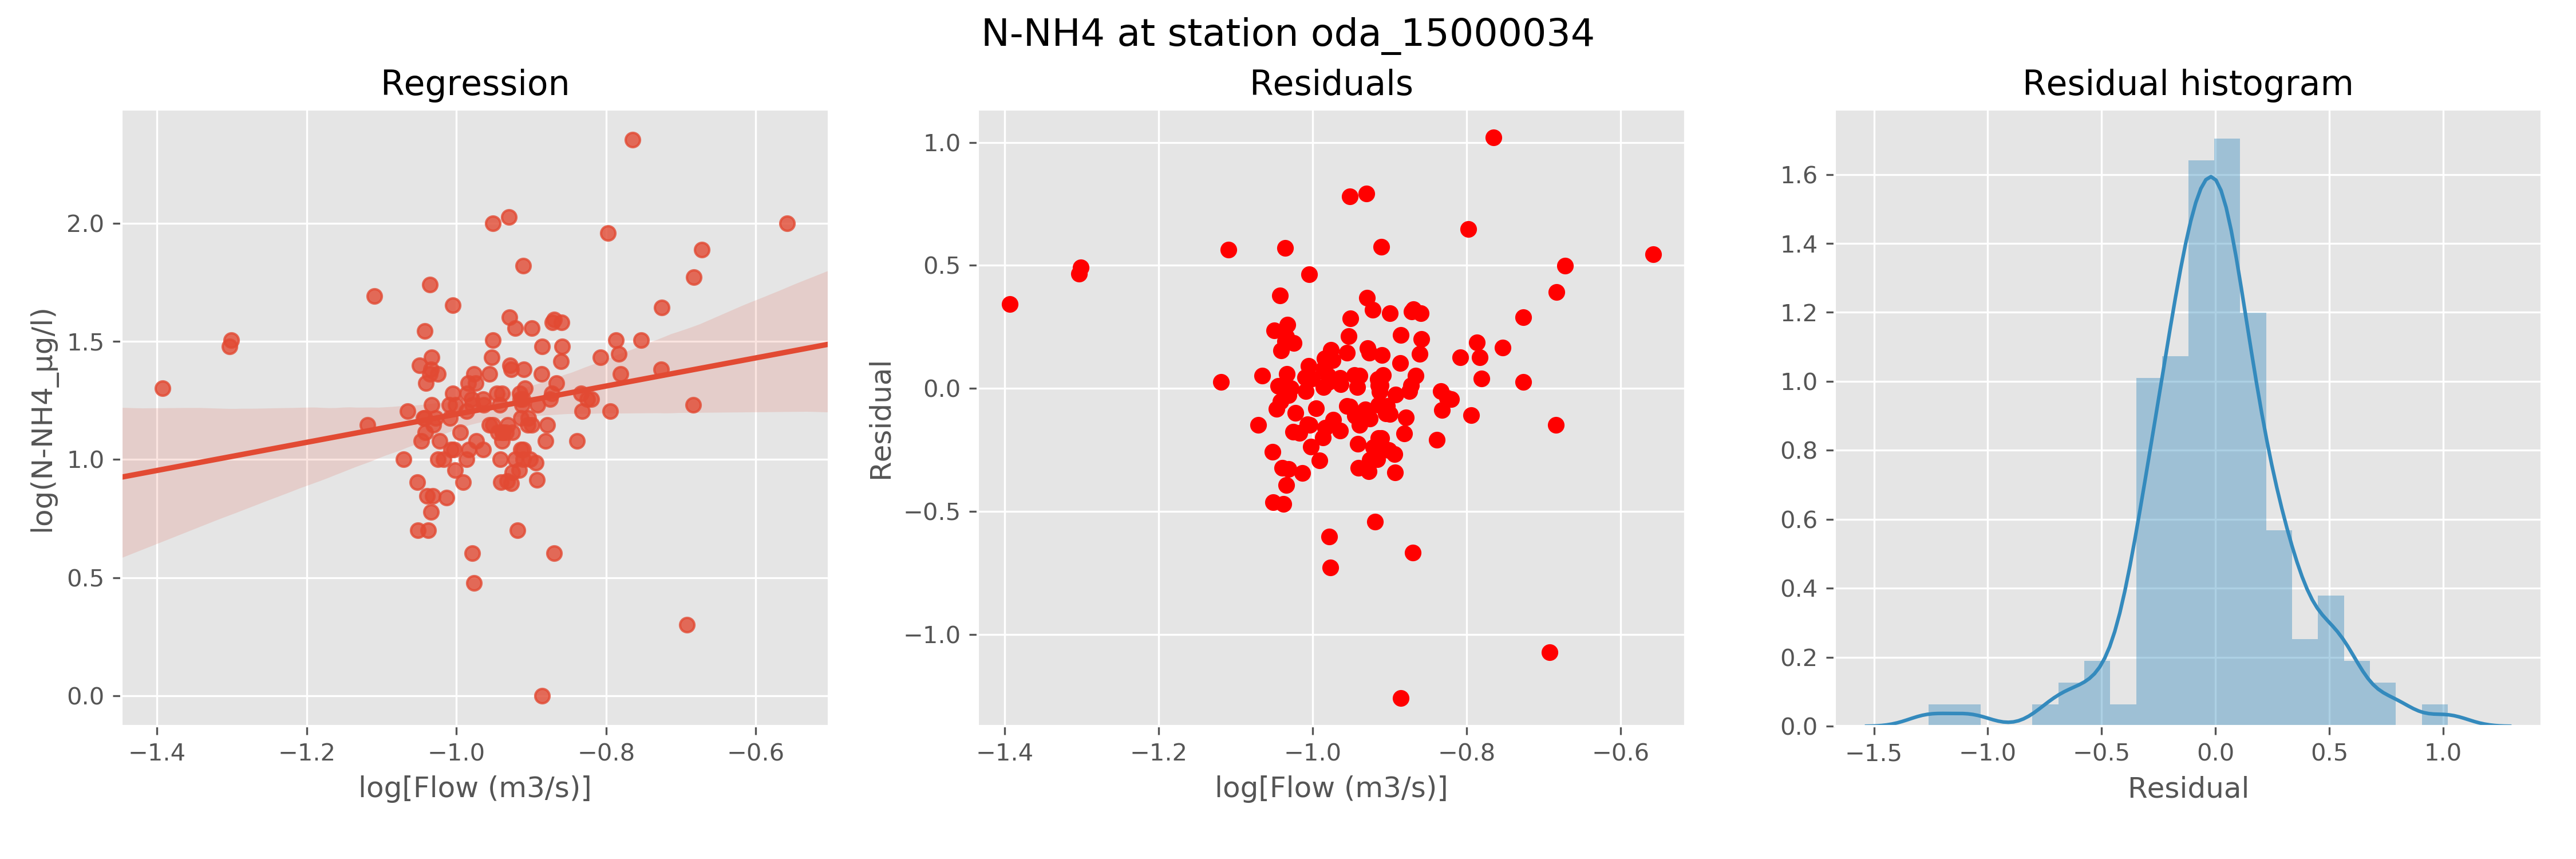 N-NH4 at station oda_15000034
Regression
2.0
1.5
1.0
0.5
0.0
log(N-NH4_µg/l)
−1.4 −1.2 −1.0 −0.8 −0.6
log[Flow (m3/s)]
Residuals
1.0
0.5
0.0
−0.5
−1.0
Residual
−1.4 −1.2 −1.0 −0.8 −0.6
log[Flow (m3/s)]
Residual histogram
1.6
1.4
1.2
1.0
0.8
0.6
0.4
0.2
0.0
−1.5 −1.0 −0.5 0.0 0.5 1.0
Residual